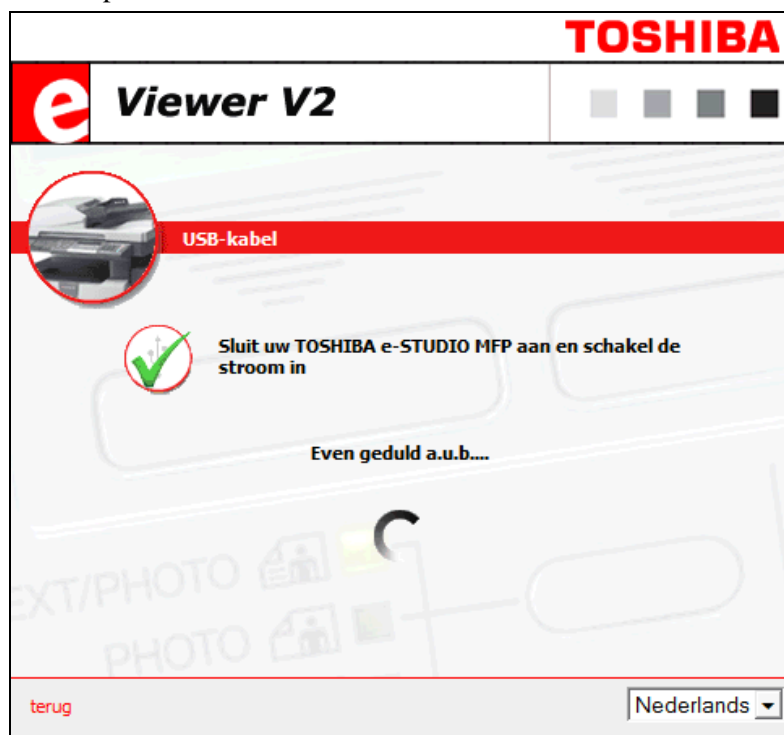 TOSHIBA
e Viewer V2
USB-kabel
Sluit uw TOSHIBA e-STUDIO MFP aan en schakel de
stroom in
Even geduld a.u.b....
EXT/PHOTO
PHOTO
terug
Nederlands